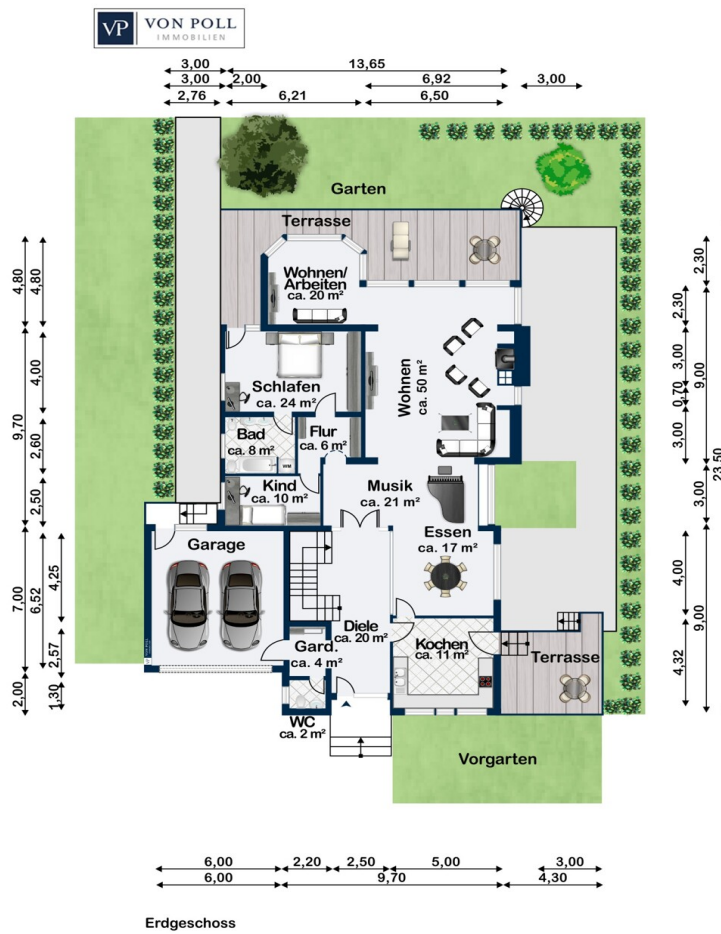 VP VON POLL
IMMOBILIEN
3,00 13,65
3,00 2,00 6,92 3,00
2,76 6,21 6,50
Garten
Terrasse
Wohnen/
Arbeiten
ca. 20 m²
Schlafen
ca. 24 m²
Wohnen
ca. 50 m²
Bad
ca. 8 m²
Flur
ca. 6 m²
WM
Kind
ca. 10 m²
Musik
ca. 21 m²
Essen
ca. 17 m²
Garage
Diele
ca. 20 m²
Kochen
ca. 11 m²
Gard.
ca. 4 m²
Terrasse
WC
ca. 2 m²
Vorgarten
4,80
9,70
7,00
2,00
4,80
4,00
2,60
2,50
6,52
1,30
4,25
2,57
2,30
3,00
0,70
3,00
2,30
9,00
3,00
4,00
4,32
9,00
23,50
VON POLL
6,00 2,20 2,50 5,00 3,00
6,00 9,70 4,30
Erdgeschoss